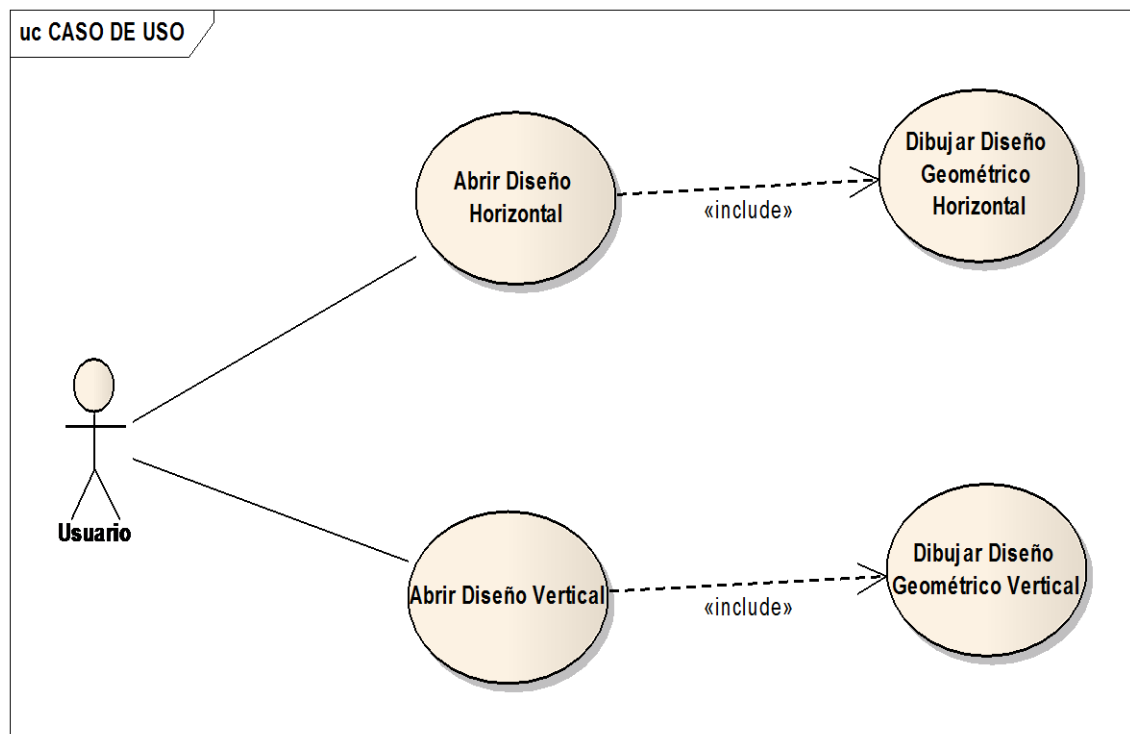 uc CASO DE USO
Abrir Diseño
Horizontal
«include»
Dibujar Diseño
Geométrico
Horizontal
Usuario
Abrir Diseño Vertical
«include»
Dibujar Diseño
Geométrico Vertical